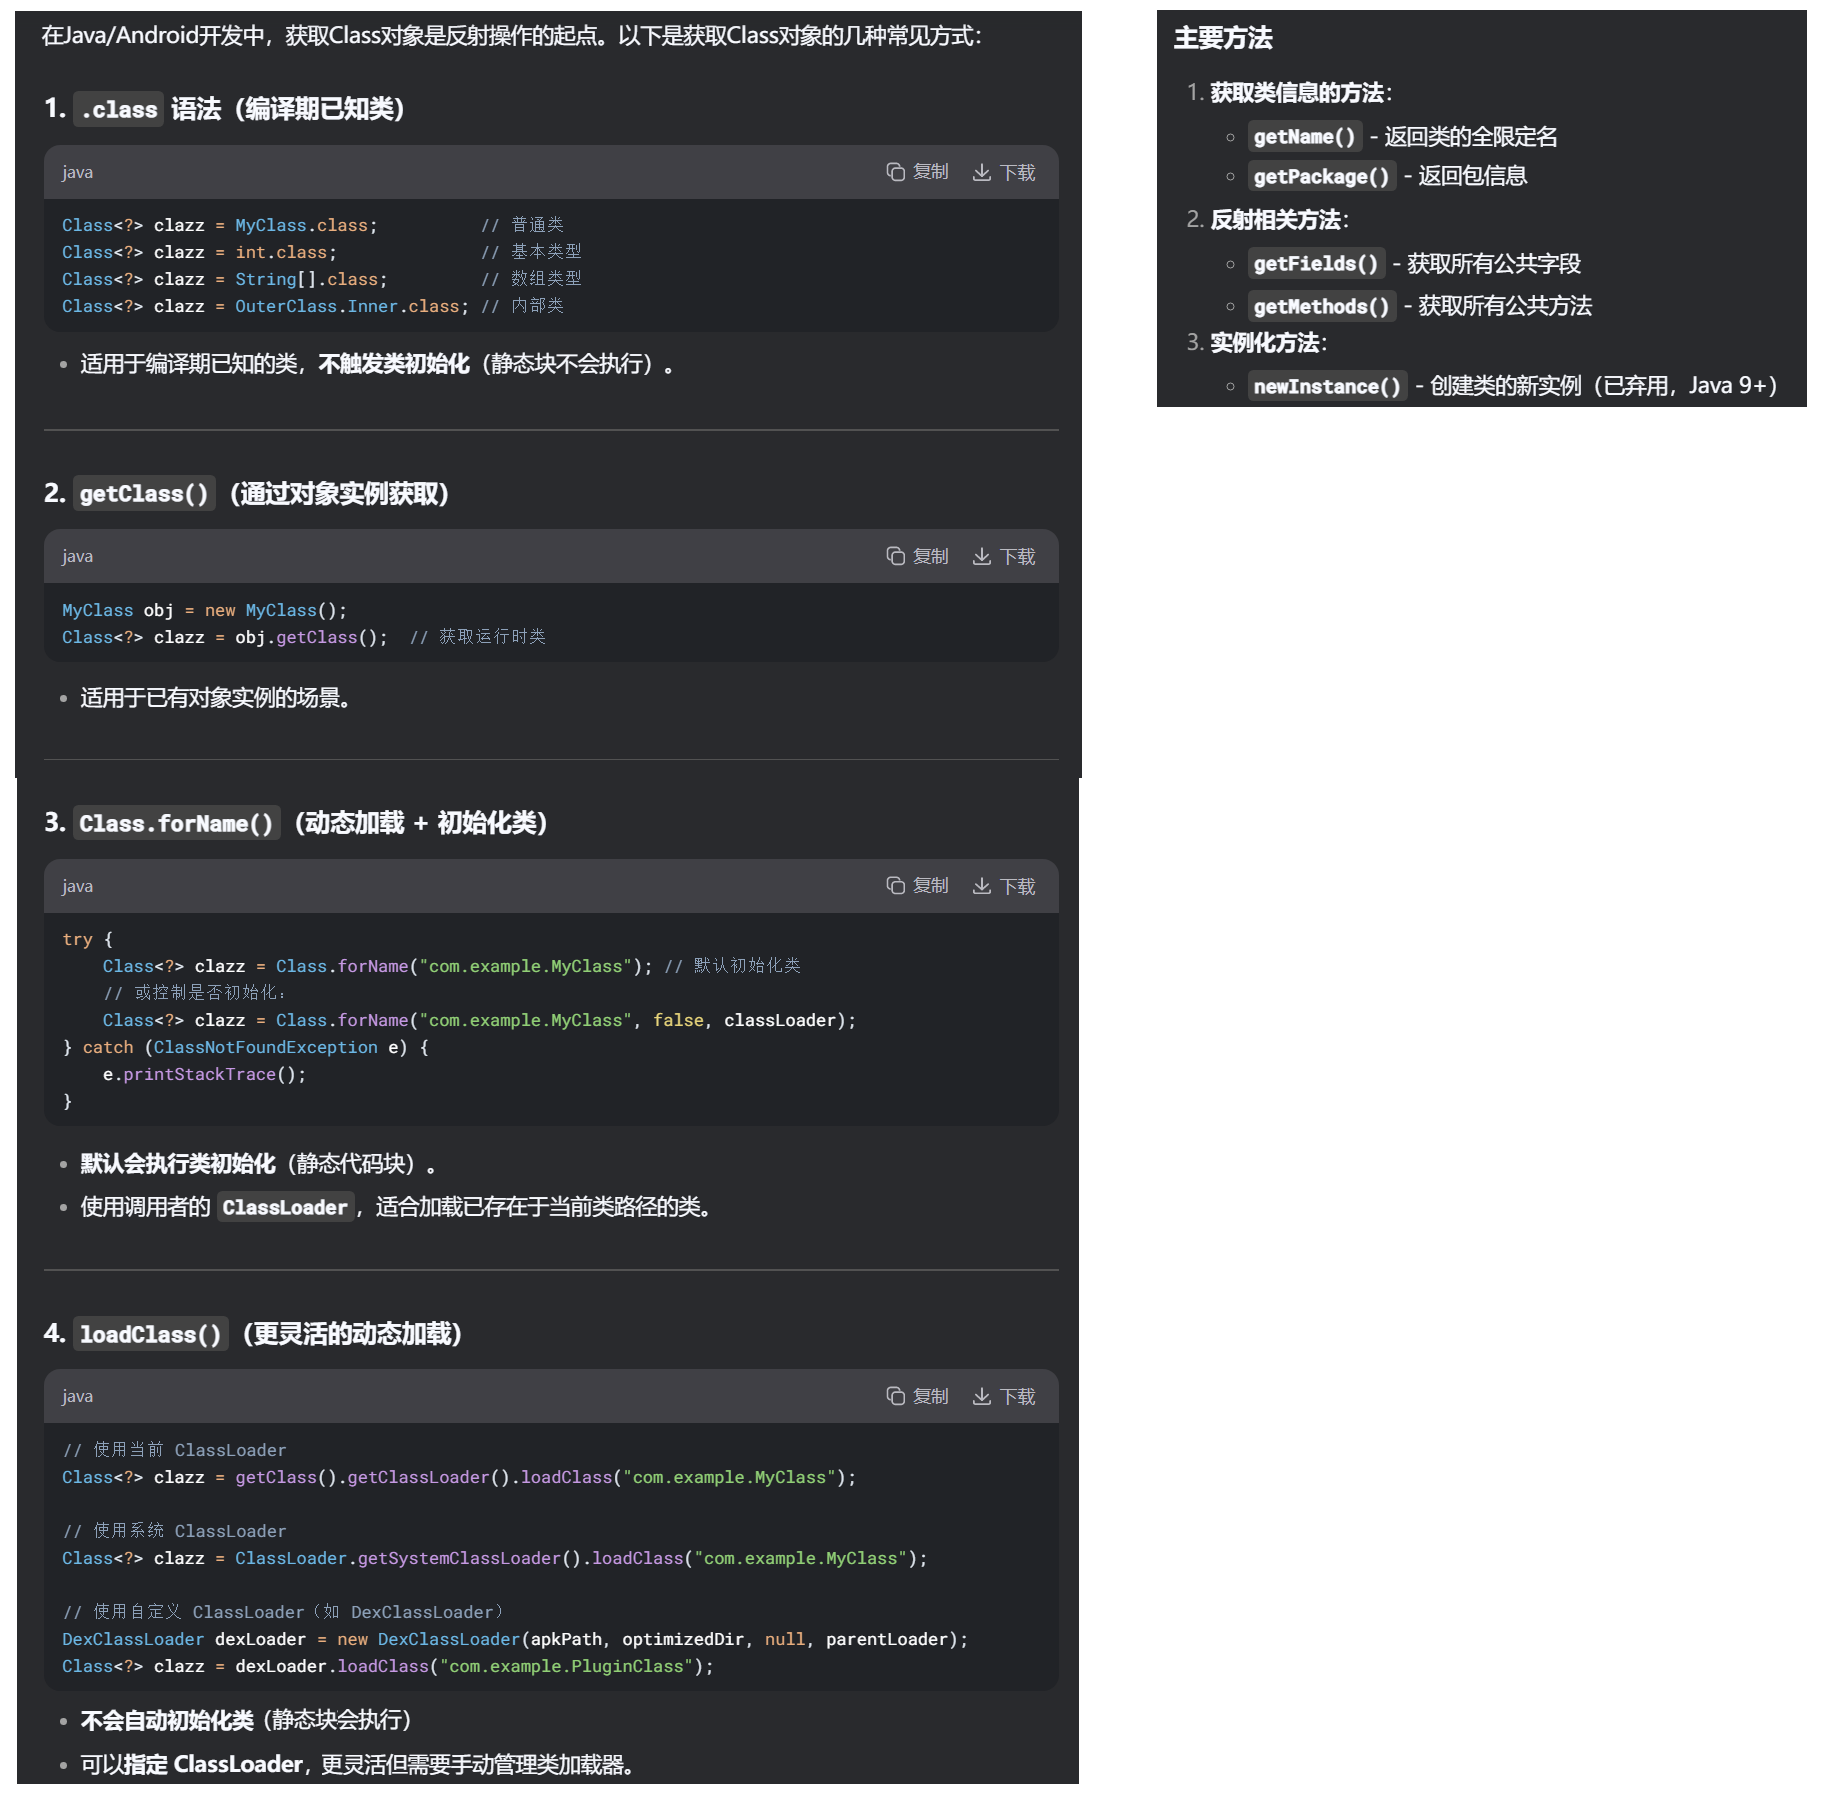 在Java/Android开发中，获取Class对象是反射操作的起点。以下是获取Class对象的几种常见方式：
1. .class 语法（编译期已知类）
java 复制 下载
Class<?> clazz = MyClass.class;          // 普通类
Class<?> clazz = int.class;              // 基本类型
Class<?> clazz = String[].class;         // 数组类型
Class<?> clazz = OuterClass.Inner.class; // 内部类
• 适用于编译期已知的类，不触发类初始化（静态块不会执行）。
2. getClass()（通过对象实例获取）
java 复制 下载
MyClass obj = new MyClass();
Class<?> clazz = obj.getClass();  // 获取运行时类
• 适用于已有对象实例的场景。
3. Class.forName()（动态加载 + 初始化类）
java 复制 下载
try {
    Class<?> clazz = Class.forName("com.example.MyClass"); // 默认初始化类
    // 或控制是否初始化：
    Class<?> clazz = Class.forName("com.example.MyClass", false, classLoader);
} catch (ClassNotFoundException e) {
    e.printStackTrace();
}
• 默认会执行类初始化（静态代码块）。
• 使用调用者的 ClassLoader，适合加载已存在于当前类路径的类。
4. loadClass()（更灵活的动态加载）
java 复制 下载
// 使用当前 ClassLoader
Class<?> clazz = getClass().getClassLoader().loadClass("com.example.MyClass");
// 使用系统 ClassLoader
Class<?> clazz = ClassLoader.getSystemClassLoader().loadClass("com.example.MyClass");
// 使用自定义 ClassLoader（如 DexClassLoader）
DexClassLoader dexLoader = new DexClassLoader(apkPath, optimizedDir, null, parentLoader);
Class<?> clazz = dexLoader.loadClass("com.example.PluginClass");
• 不会自动初始化类（静态块会执行）
• 可以指定 ClassLoader，更灵活但需要手动管理类加载器。
主要方法
1. 获取类信息的方法：
◦ getName() - 返回类的全限定名
◦ getPackage() - 返回包信息
2. 反射相关方法：
◦ getFields() - 获取所有公共字段
◦ getMethods() - 获取所有公共方法
3. 实例化方法：
◦ newInstance() - 创建类的新实例（已弃用，Java 9+）